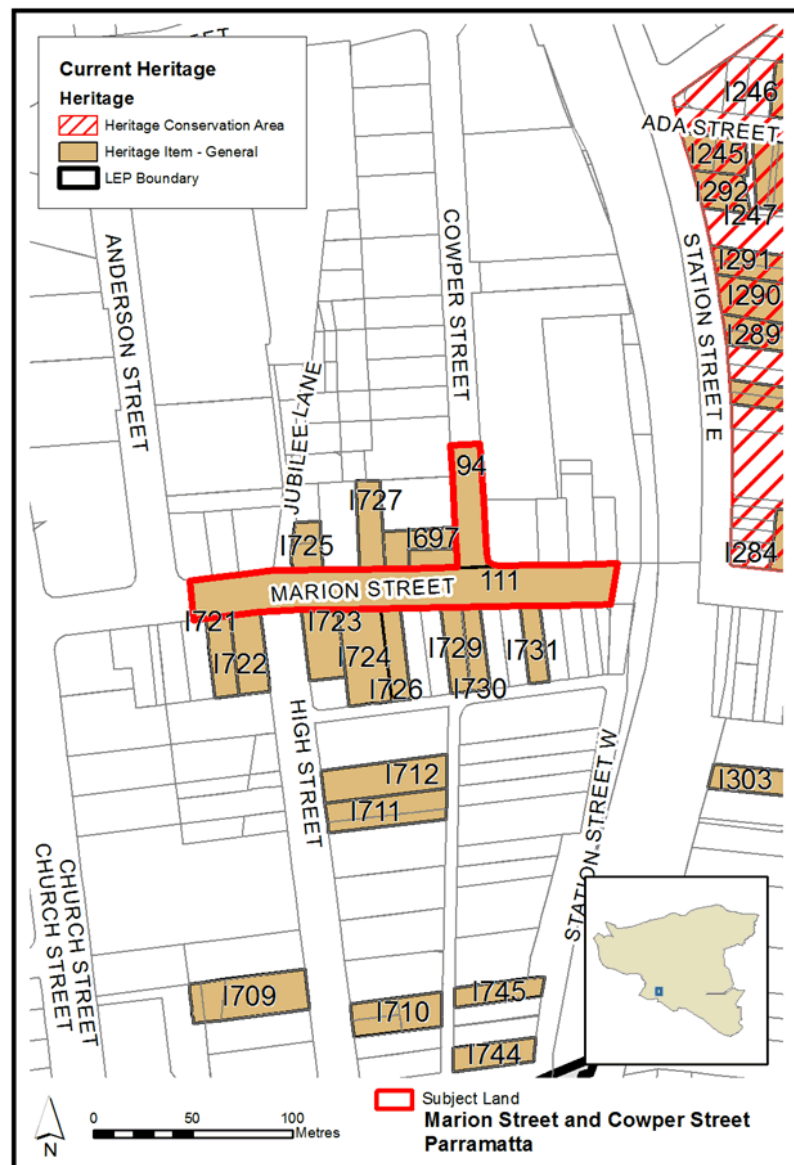 STREET
Current Heritage
Heritage
Heritage Conservation Area
Heritage Item - General
LEP Boundary
I246
ADA STREET
I245
I292
I247
ANDERSON STREET
COWPER STREET
STATION STREET E
I291
I290
I289
JUBILEE LANE
94
I727
I725
I697
I284
MARION STREET
111
I721
I723
I729
I731
I722
I724
I726
I730
HIGH STREET
STATION STREET W
I712
I711
I303
CHURCH STREET
CHURCH STREET
I709
I710
I745
I744
N
0 50 100
Metres
Subject Land
Marion Street and Cowper Street
Parramatta